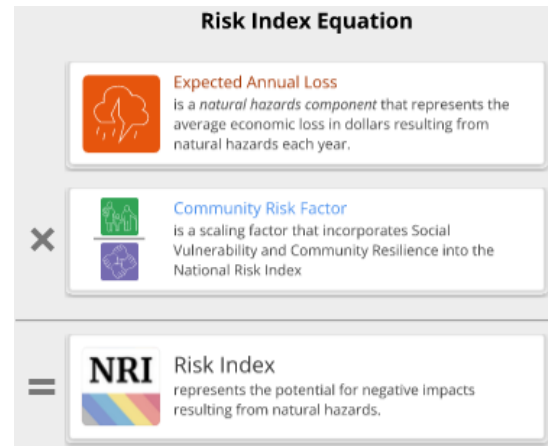 Risk Index Equation
Expected Annual Loss
is a natural hazards component that represents the
average economic loss in dollars resulting from
natural hazards each year.
×
Community Risk Factor
is a scaling factor that incorporates Social
Vulnerability and Community Resilience into the
National Risk Index
=
NRI
Risk Index
represents the potential for negative impacts
resulting from natural hazards.